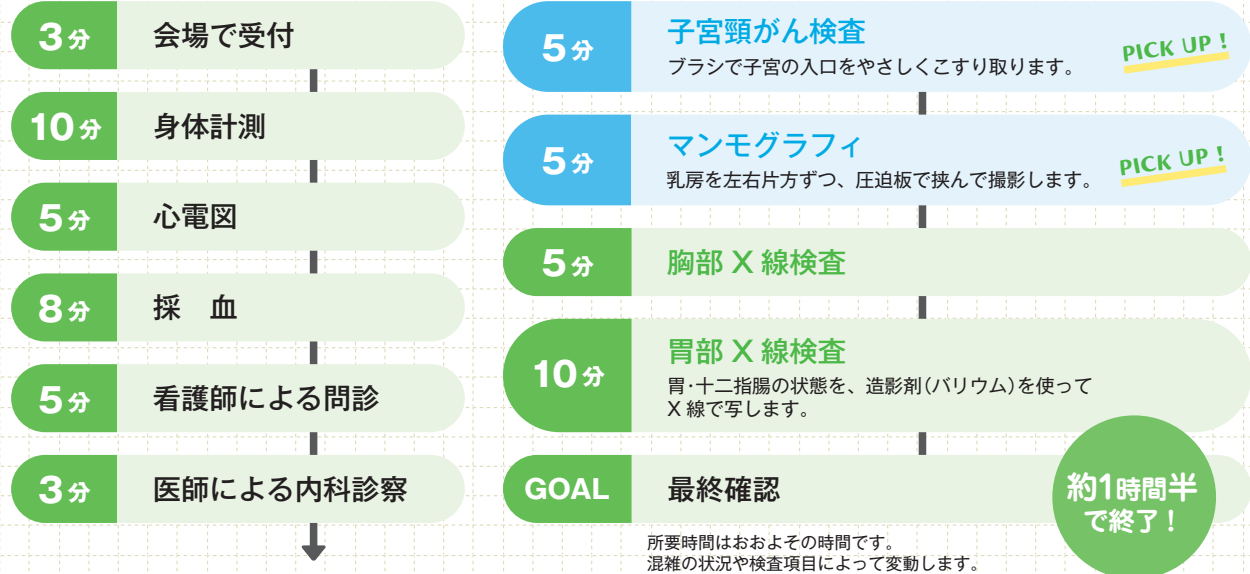 3分 会場で受付
10分 身体計測
5分 心電図
8分 採　血
5分 看護師による問診
3分 医師による内科診察
5分 子宮頸がん検査
ブラシで子宮の入口をやさしくこすり取ります。
PICK UP！
5分 マンモグラフィ
乳房を左右片方ずつ、圧迫板で挟んで撮影します。
PICK UP！
5分 胸部 X 線検査
10分 胃部 X 線検査
胃・十二指腸の状態を、造影剤（バリウム）を使って
X 線で写します。
GOAL 最終確認
約1時間半
で終了！
所要時間はおおよその時間です。
混雑の状況や検査項目によって変動します。